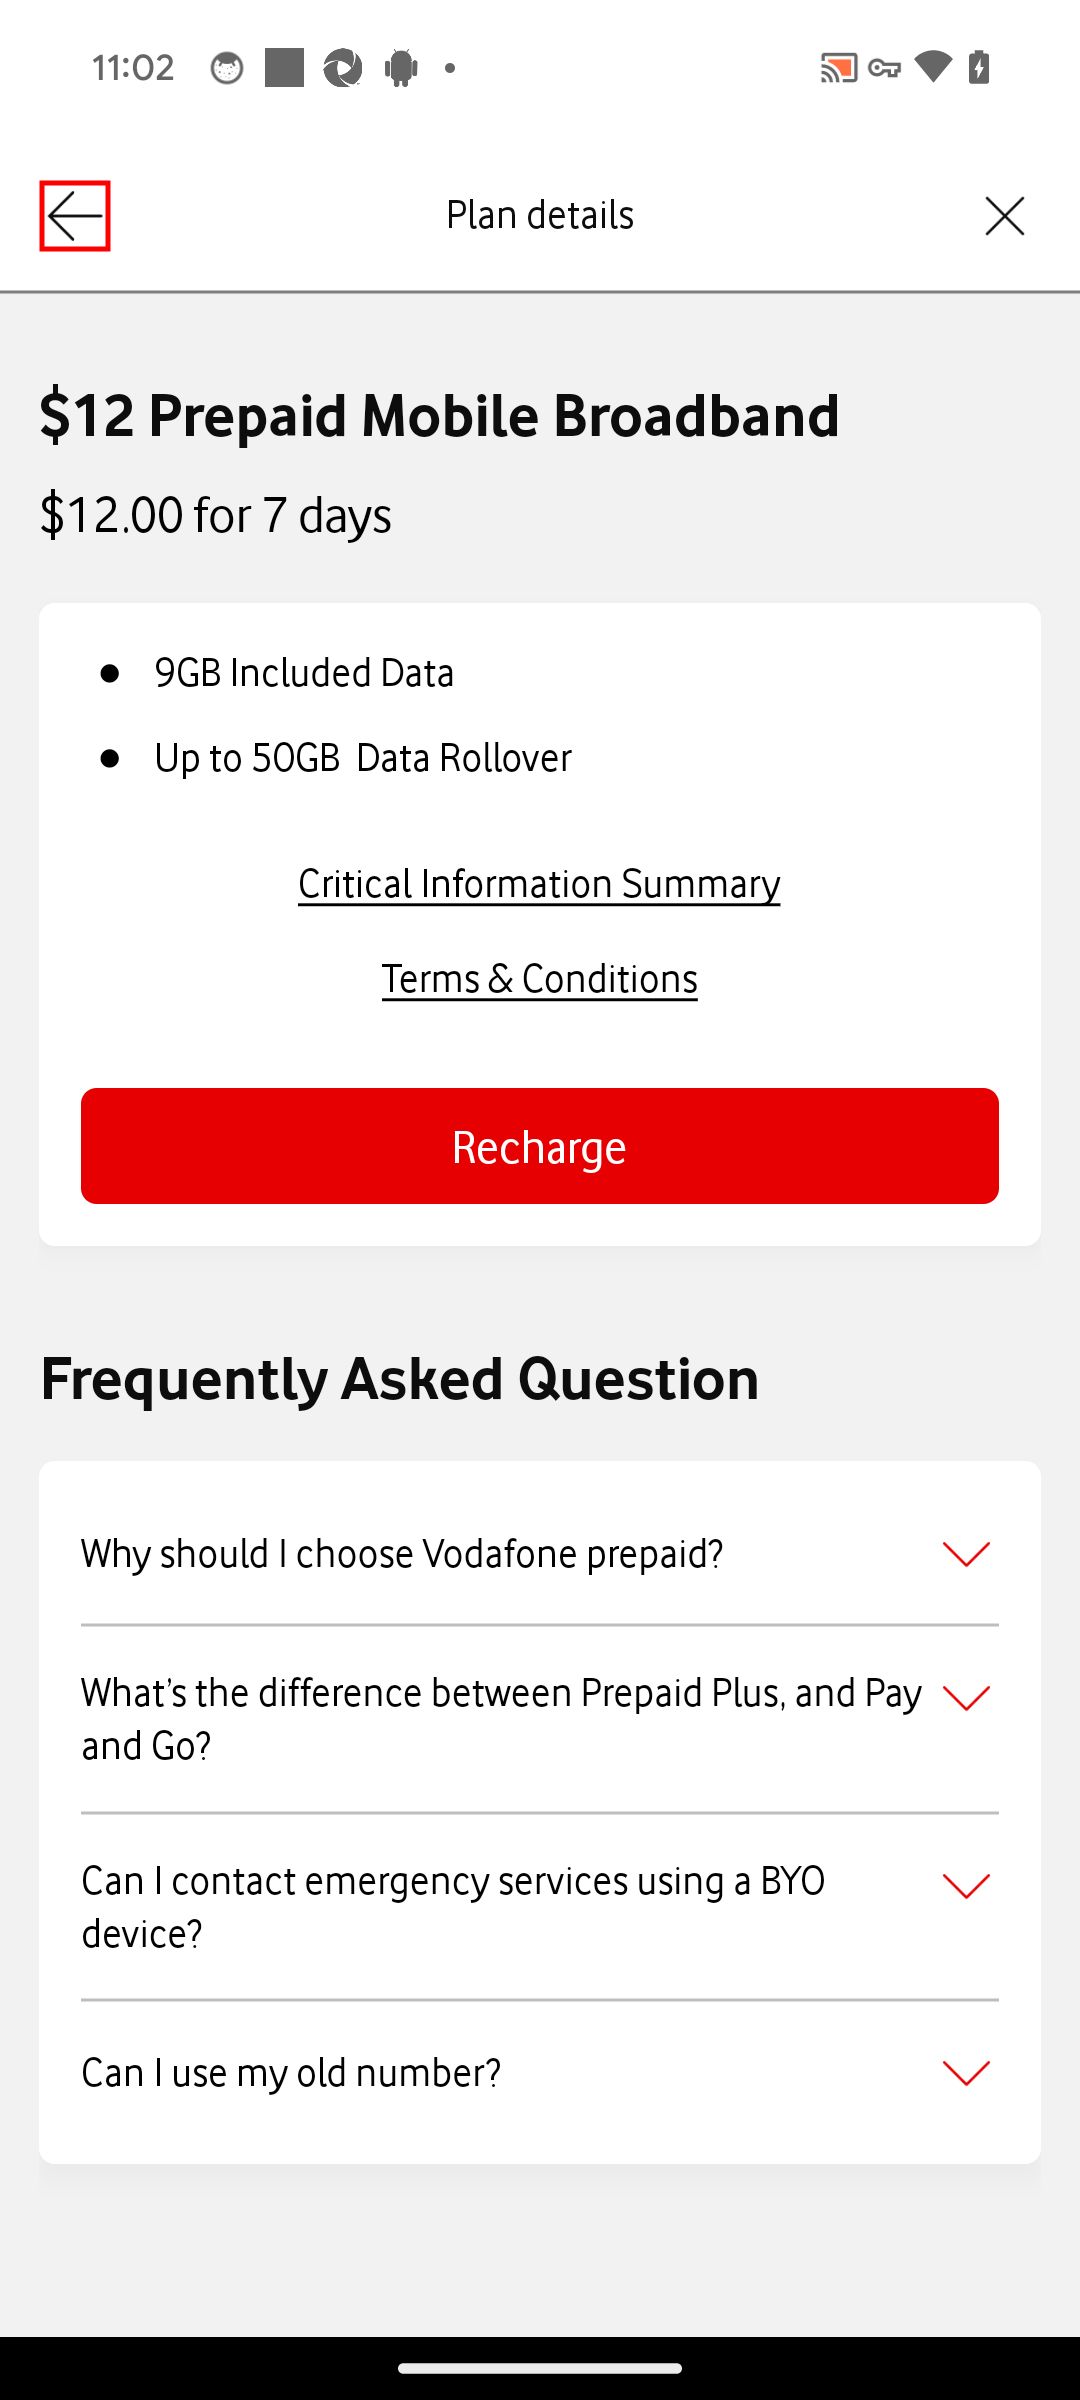 11:02
Plan details
$12 Prepaid Mobile Broadband
$12.00 for 7 days
● 9GB Included Data
● Up to 50GB Data Rollover
Critical Information Summary
Terms & Conditions
Recharge
Frequently Asked Question
Why should I choose Vodafone prepaid?
What's the difference between Prepaid Plus, and Pay
and Go?
Can I contact emergency services using a BYO
device?
Can I use my old number?